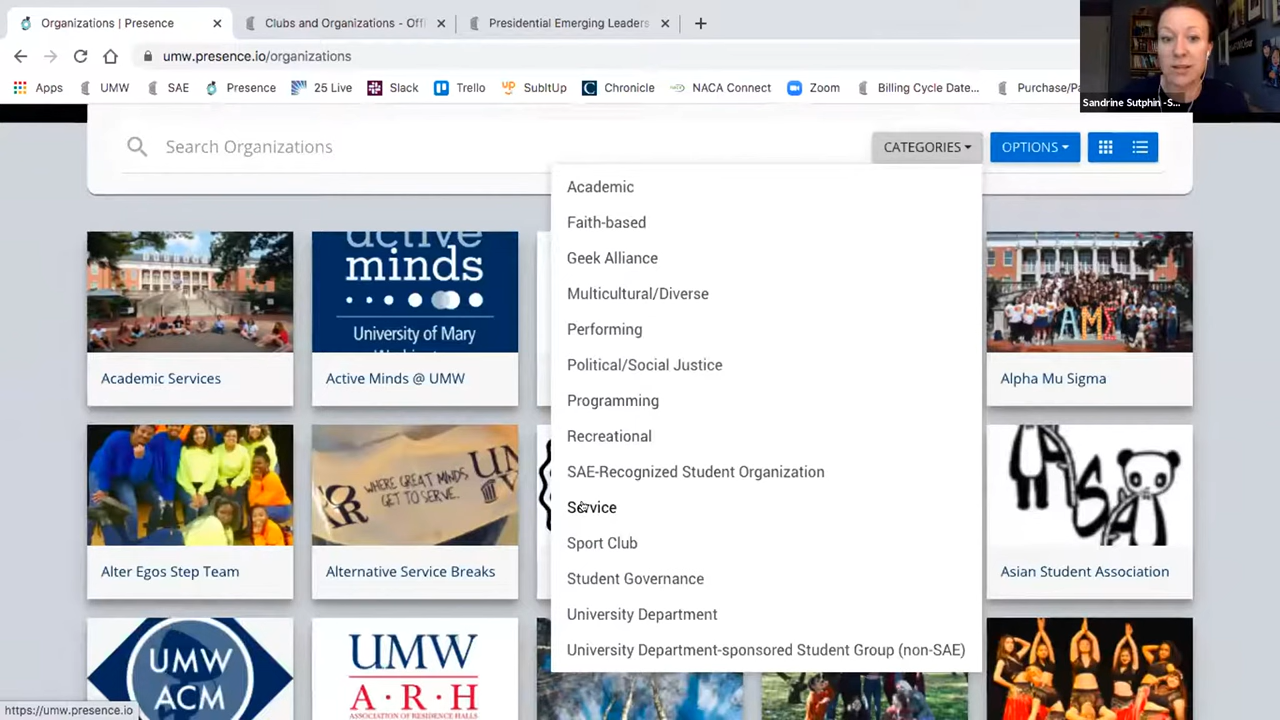 Organizations | Presence
Clubs and Organizations - Offi
Presidential Emerging Leaders
umw.presence.io/organizations
Apps
UMW
SAE
Presence
25 Live
Slack
Trello
SubItUp
Chronicle
NACA Connect
Zoom
Billing Cycle Date...
Purchase/Pa
Sandrine Sutphin -S...
Search Organizations
CATEGORIES
OPTIONS
Academic
Faith-based
Geek Alliance
Multicultural/Diverse
Performing
Political/Social Justice
Programming
Recreational
SAE-Recognized Student Organization
Service
Sport Club
Student Governance
University Department
University Department-sponsored Student Group (non-SAE)
active
minds
University of Mary
AMS
Academic Services
Active Minds @ UMW
Alpha Mu Sigma
WHERE GREAT MINDS
GET TO SERVE.
ASA
Alter Egos Step Team
Alternative Service Breaks
Asian Student Association
UMW
ACM
UMW
A·R·H
ASSOCIATION OF RESIDENCE HALLS
https://umw.presence.io